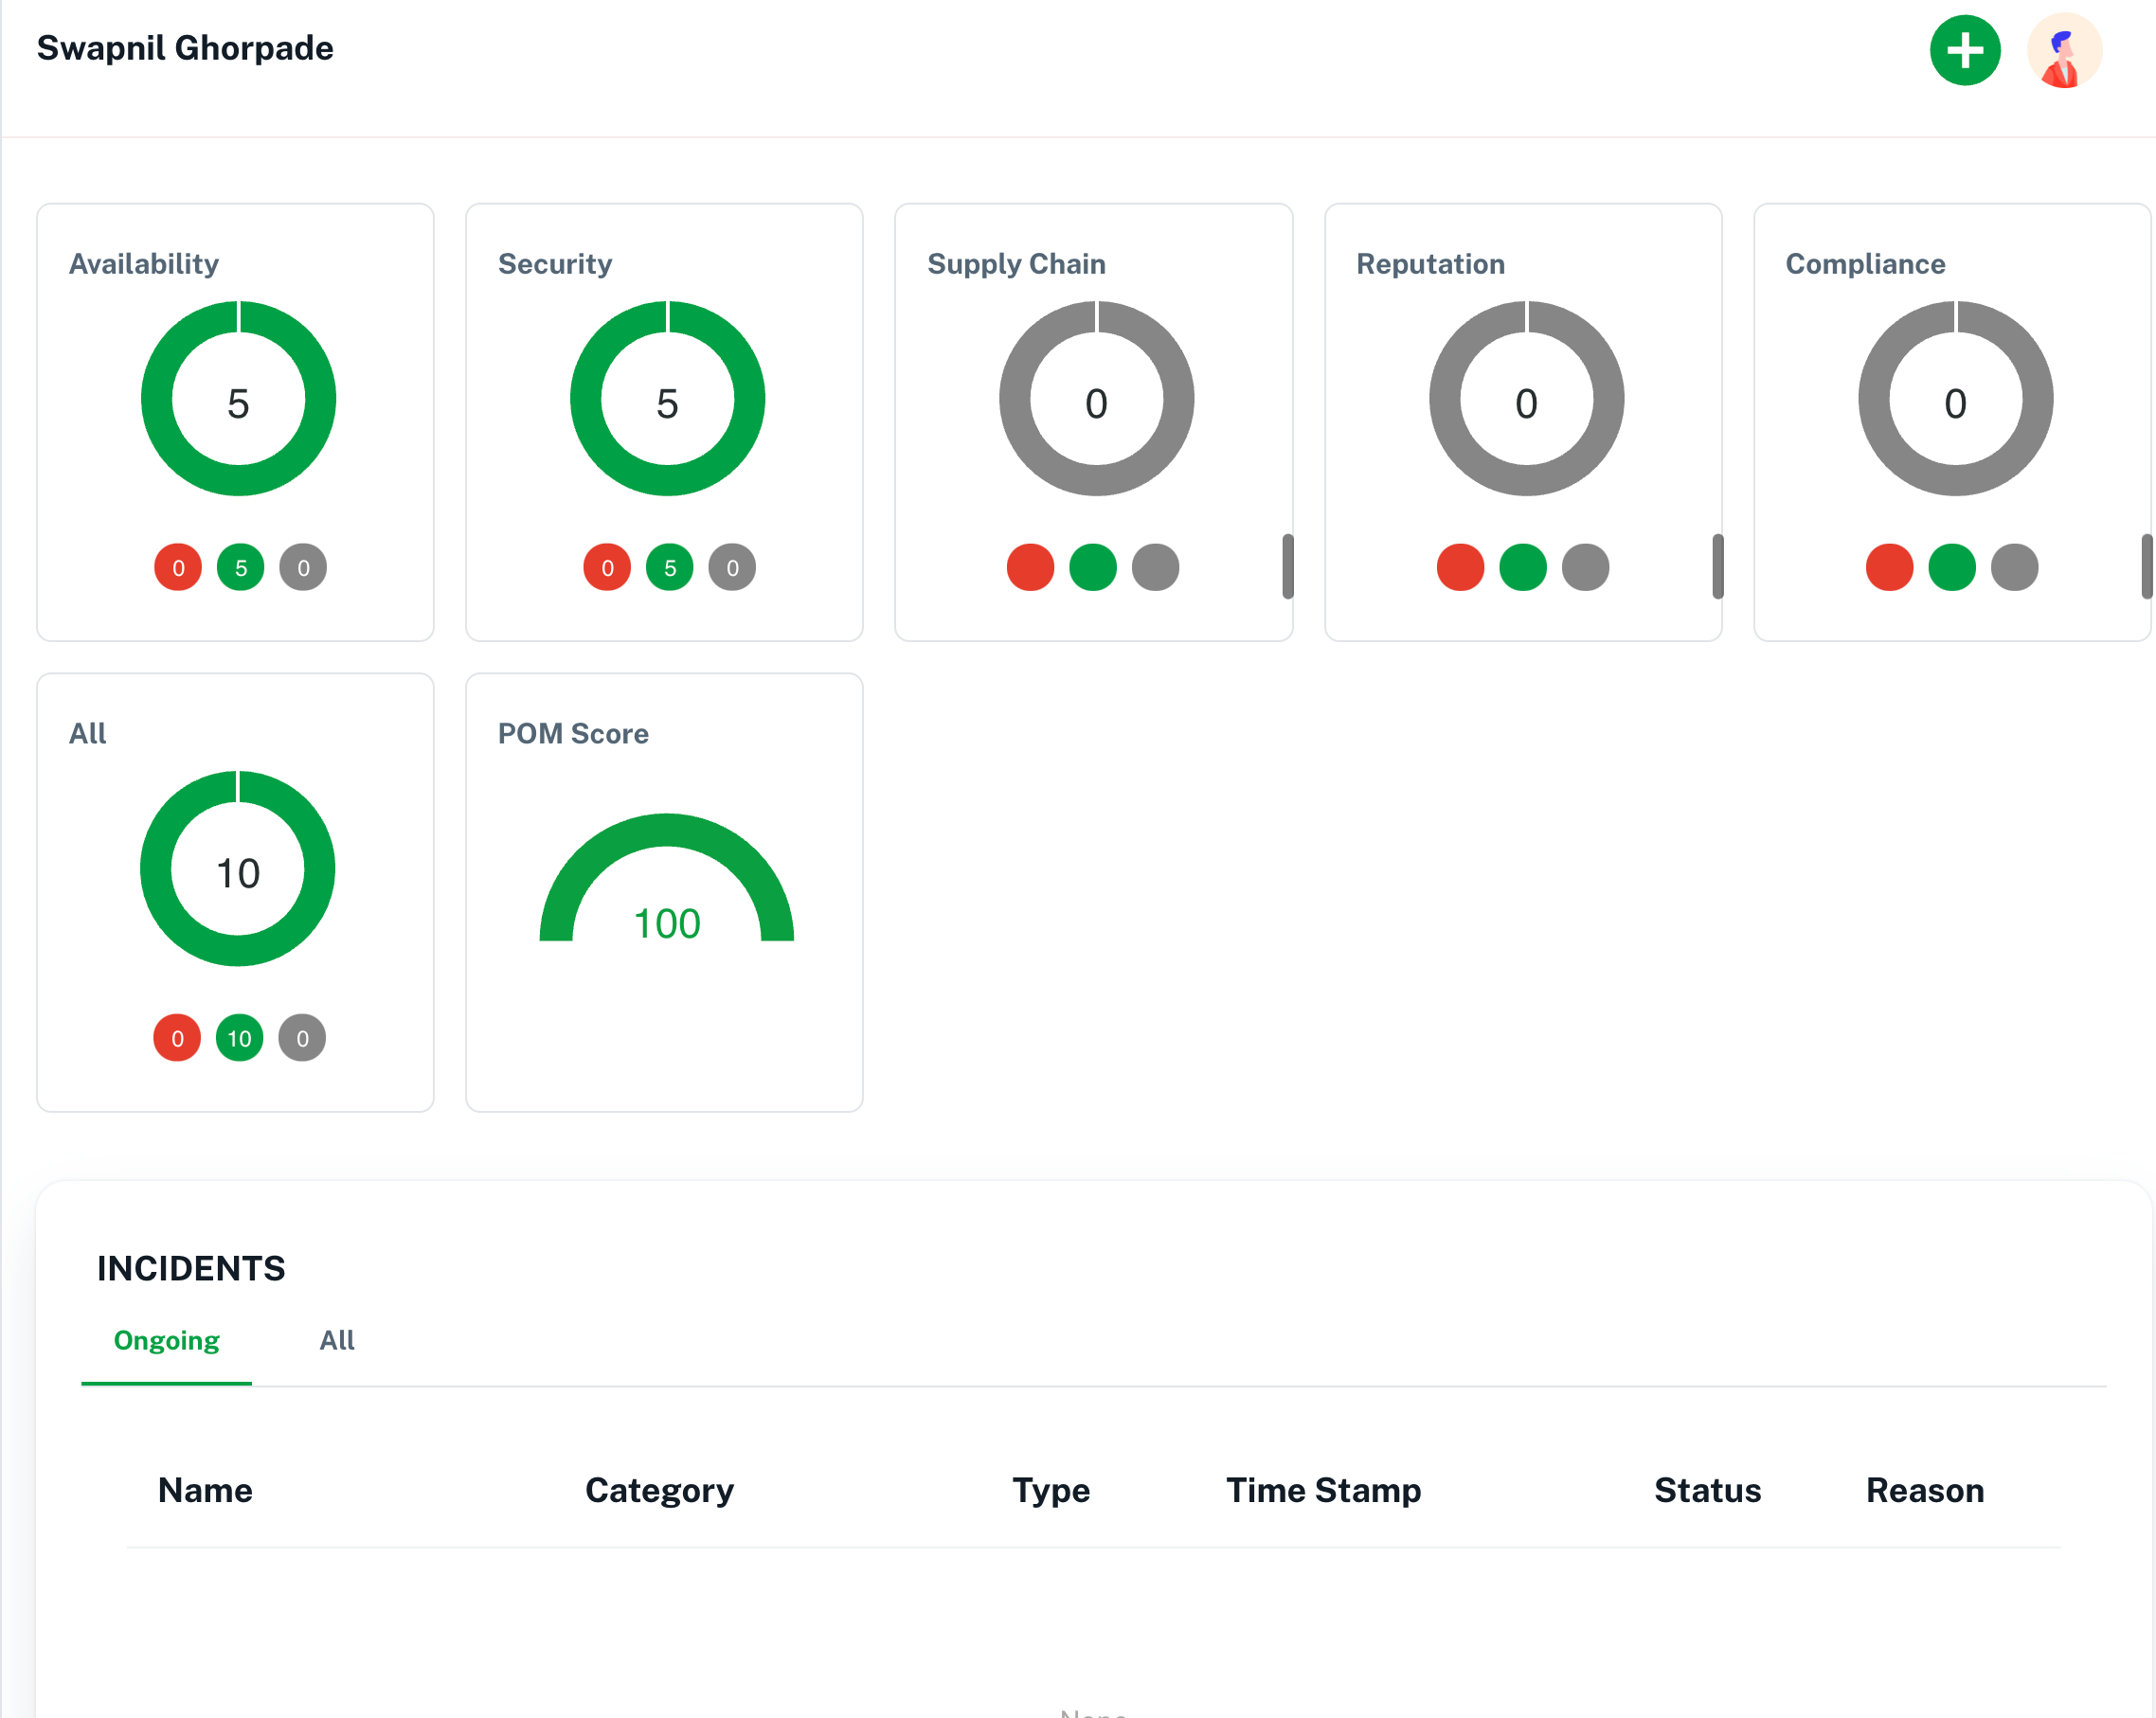 Swapnil Ghorpade
Availability
5
0 5 0
Security
5
0 5 0
Supply Chain
0
Reputation
0
Compliance
0
All
10
0 10 0
POM Score
100
INCIDENTS
Ongoing All
Name Category Type Time Stamp Status Reason